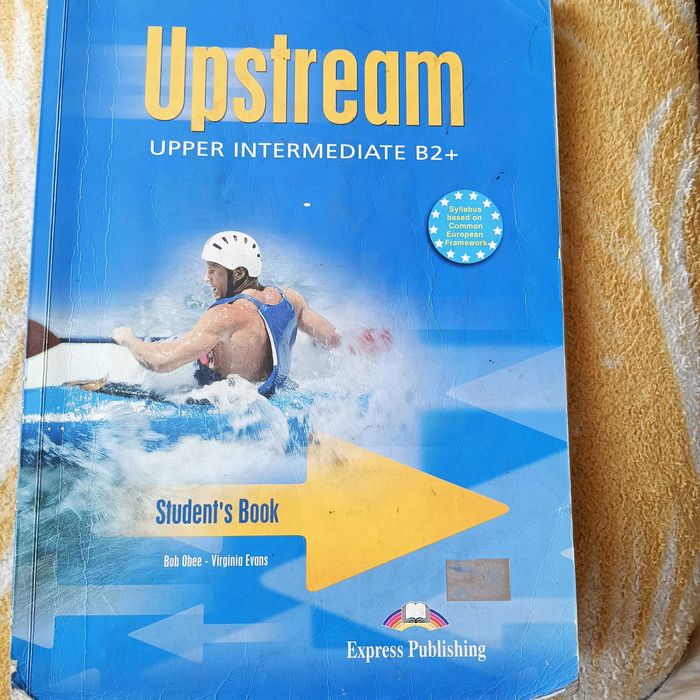 Upstream
UPPER INTERMEDIATE B2+
Syllabus
based on
Common
European
Framework
Student's Book
Bob Obee - Virginia Evans
Express Publishing